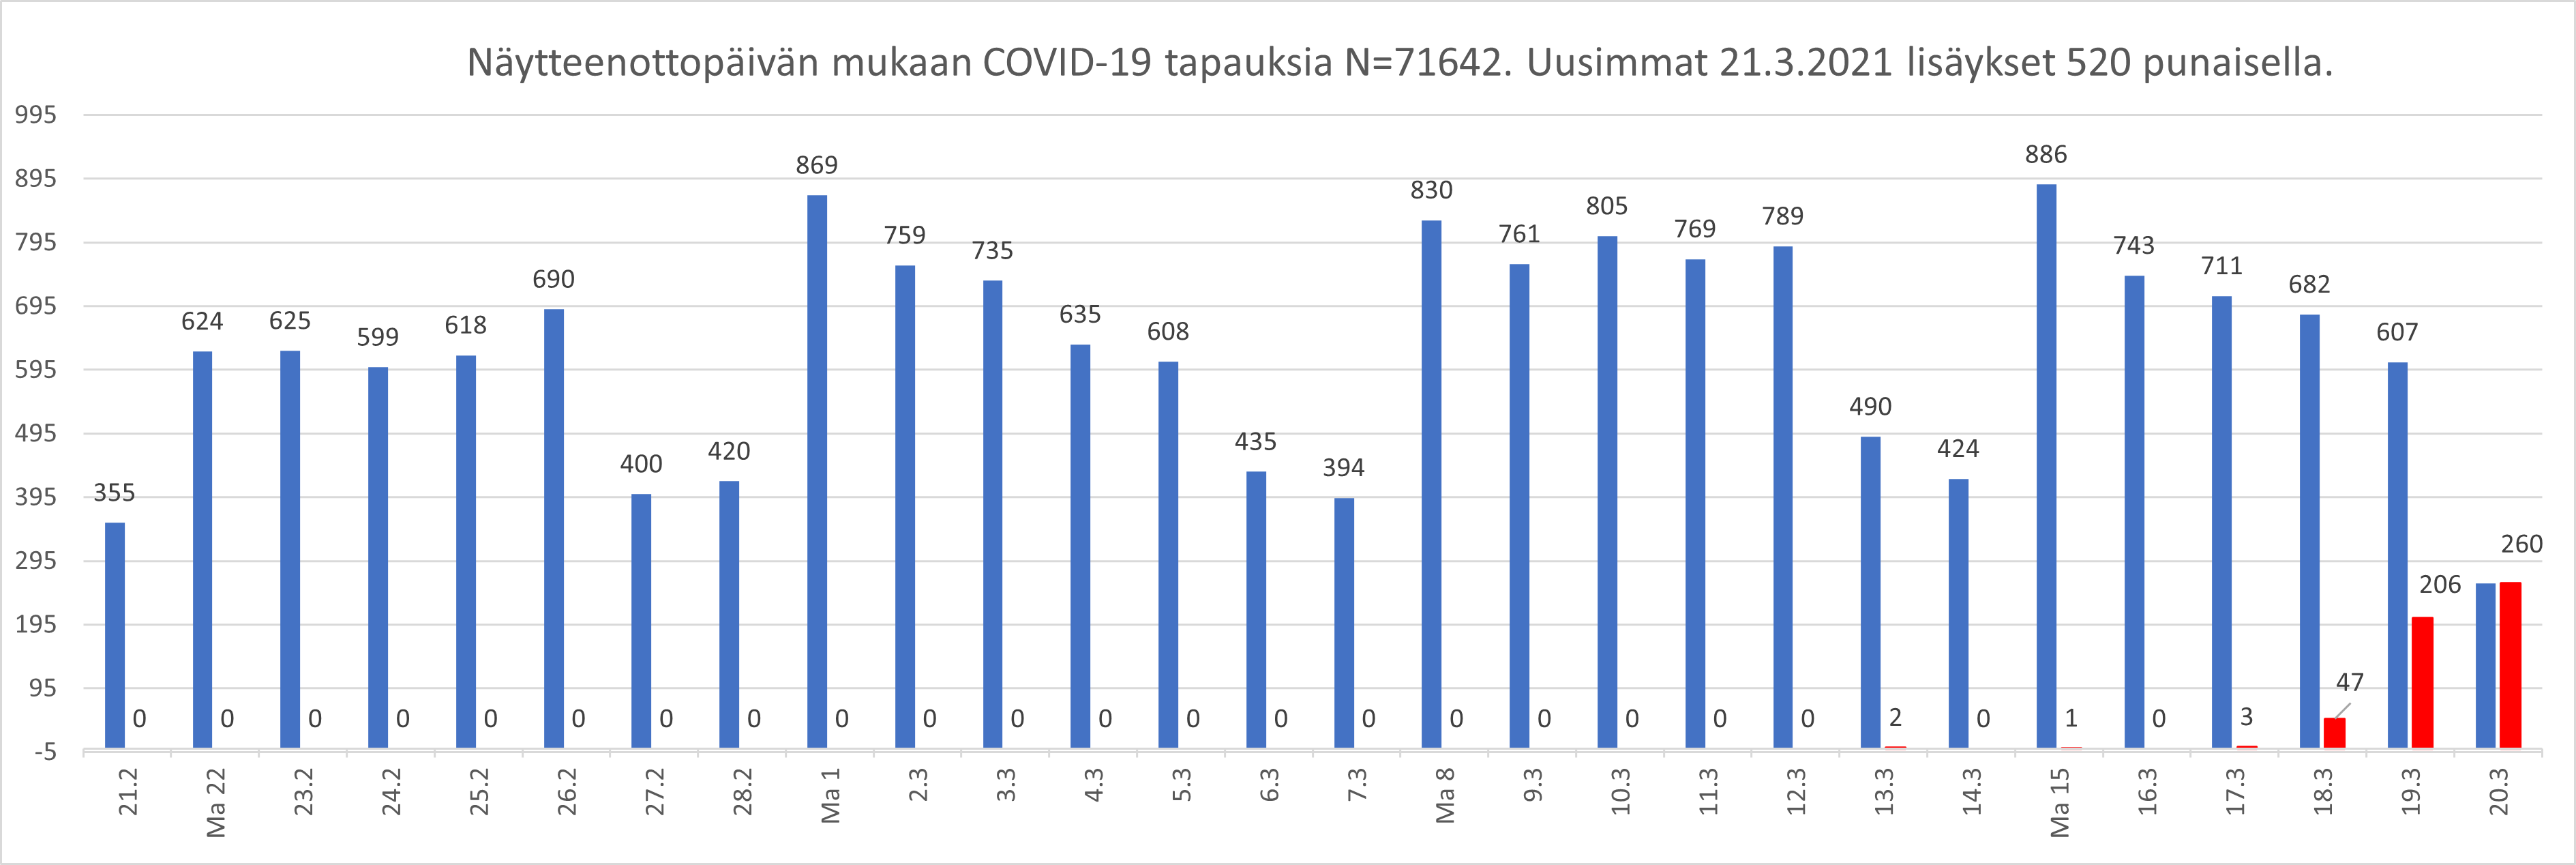 Näytteenottopäivän mukaan COVID-19 tapauksia N=71642. Uusimmat 21.3.2021 lisäykset 520 punaisella.
995
895
795
695
595
495
395
295
195
95
-5
355 624 625 599 618 690 400 420 869 759 735 635 608 435 394 830 761 805 769 789 490 424 886 743 711 682 607
0 0 0 0 0 0 0 0 0 0 0 0 0 0 0 0 0 0 0 0 2 0 1 0 3 47 206 260
21.2 Ma 22 23.2 24.2 25.2 26.2 27.2 28.2 Ma 1 2.3 3.3 4.3 5.3 6.3 7.3 Ma 8 9.3 10.3 11.3 12.3 13.3 14.3 Ma 15 16.3 17.3 18.3 19.3 20.3